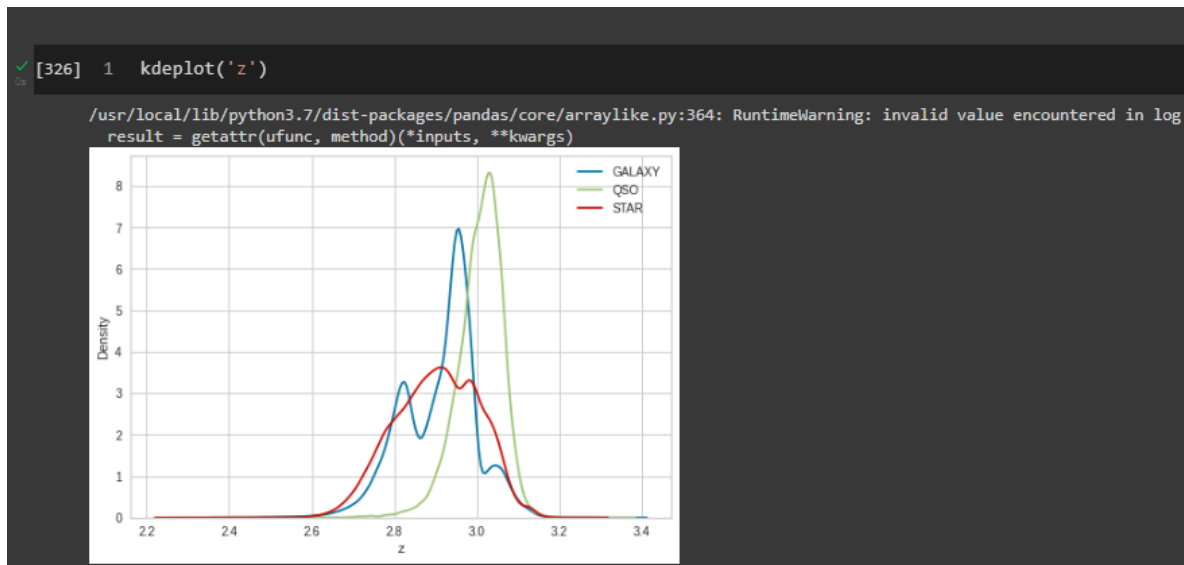 [326] 1 kdeplot('z')
0s
/usr/local/lib/python3.7/dist-packages/pandas/core/arraylike.py:364: RuntimeWarning: invalid value encountered in log
result = getattr(ufunc, method)(*inputs, **kwargs)
GALAXY
QSO
STAR
8
7
6
5
4
3
2
1
0
Density
2.2 2.4 2.6 2.8 3.0 3.2 3.4
z